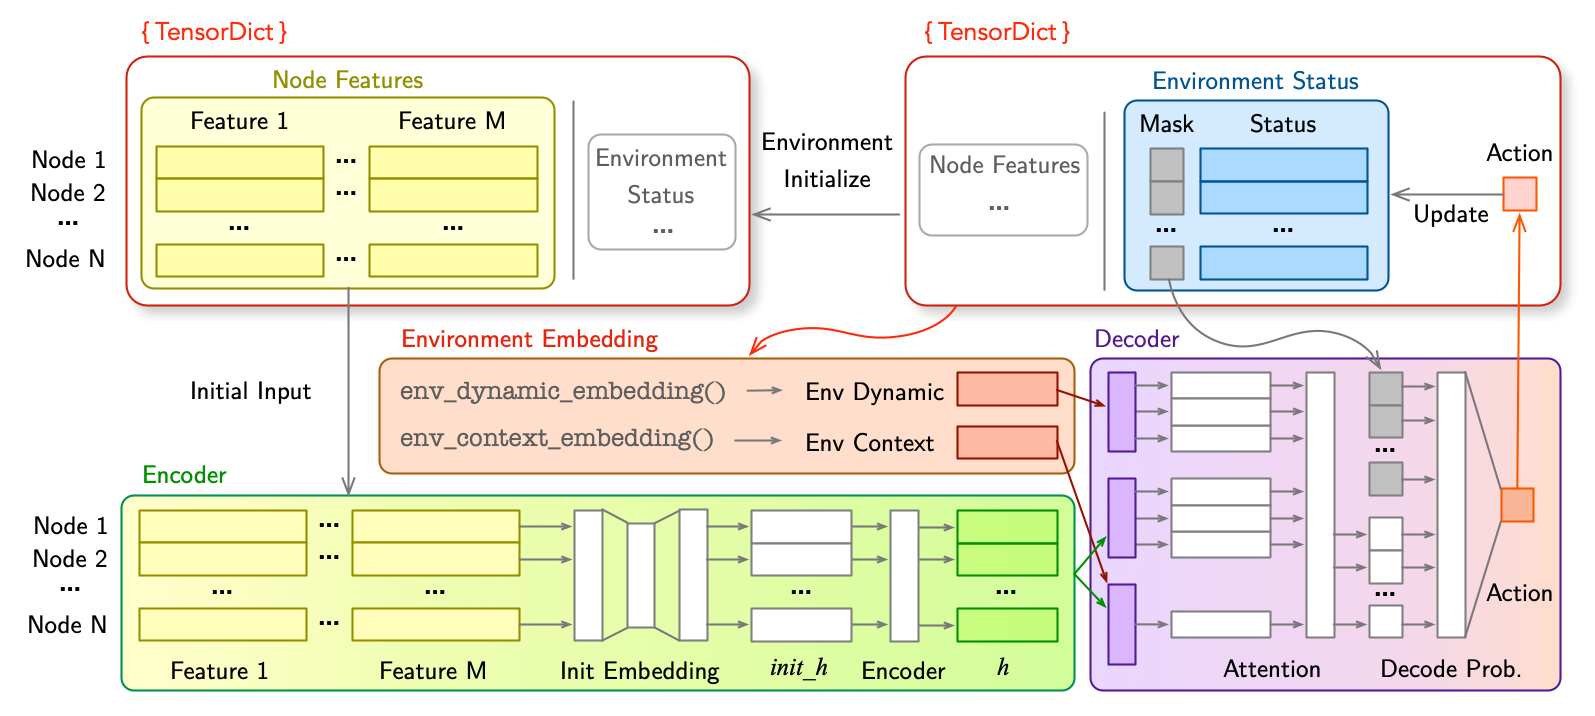 { TensorDict }
{ TensorDict }
Node Features
Feature 1
Feature M
Node 1
...
Node 2
...
...
...
...
Node N
...
Environment
Status
...
Environment
Initialize
Node Features
...
Environment Status
Mask
Status
...
...
Action
Update
Initial Input
Environment Embedding
env_dynamic_embedding()
Env Dynamic
env_context_embedding()
Env Context
Encoder
Node 1
...
Node 2
...
...
...
...
Node N
...
Feature 1
Feature M
Init Embedding
...
init_h
Encoder
...
h
Decoder
...
...
Action
Attention
Decode Prob.